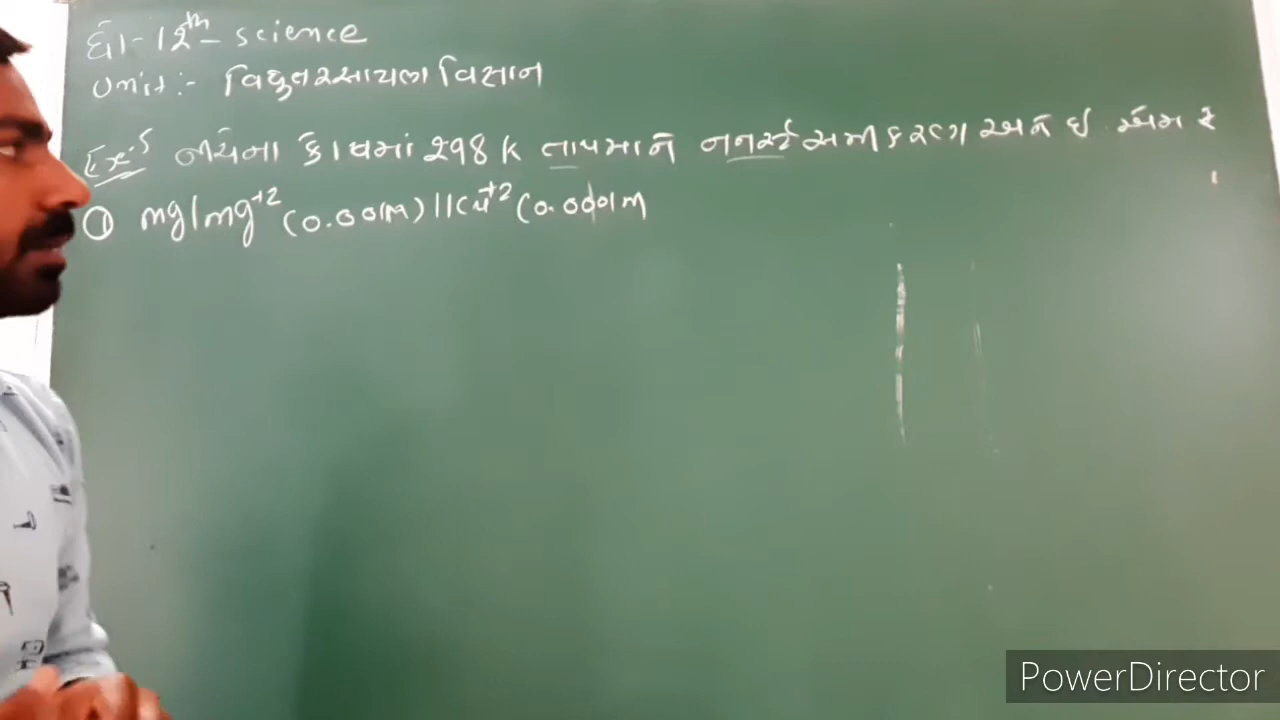 ધો-12th- science
Unit :- વિદ્યુતરસાયણ વિજ્ઞાન
Ex:-5 નીચેના કોષમાં 298 K તાપમાને નર્નસ્ટ સમીકરણ અને ઈ. એમ
① mg/mg+2 (0.001M) || Cu+2 (0.0001M
PowerDirector